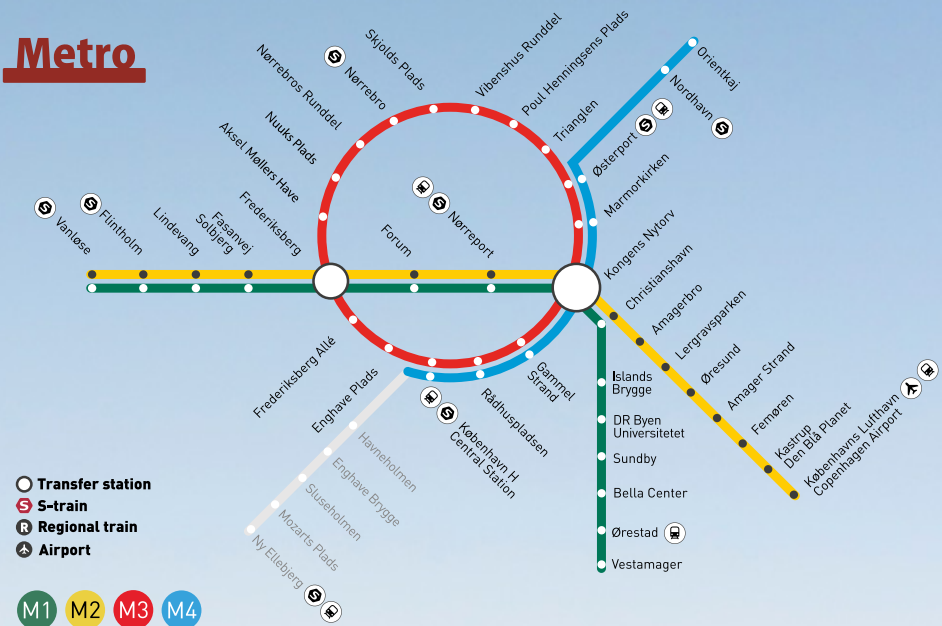 Metro
Vanløse
Flintholm
Lindevang
Fasanvej
Solbjerg
Frederiksberg
Aksel Møllers Have
Nuuks Plads
Nørrebros Runddel
Nørrebro
Skjolds Plads
Vibenshus Runddel
Poul Henningsens Plads
Trianglen
Østerport
Nordhavn
Orientkaj
Marmorkirken
Forum
Nørreport
Kongens Nytorv
Christianshavn
Amagerbro
Lergravsparken
Øresund
Amager Strand
Femøren
Kastrup
Den Blå Planet
Københavns Lufthavn
Copenhagen Airport
Islands
Brygge
DR Byen
Universitetet
Sundby
Bella Center
Ørestad
Vestamager
Gammel
Strand
Rådhuspladsen
København H
Central Station
Enghave Plads
Frederiksberg Allé
Havneholmen
Enghave Brygge
Sluseholmen
Mozarts Plads
Ny Ellebjerg
Transfer station
S S-train
R Regional train
Airport
M1 M2 M3 M4